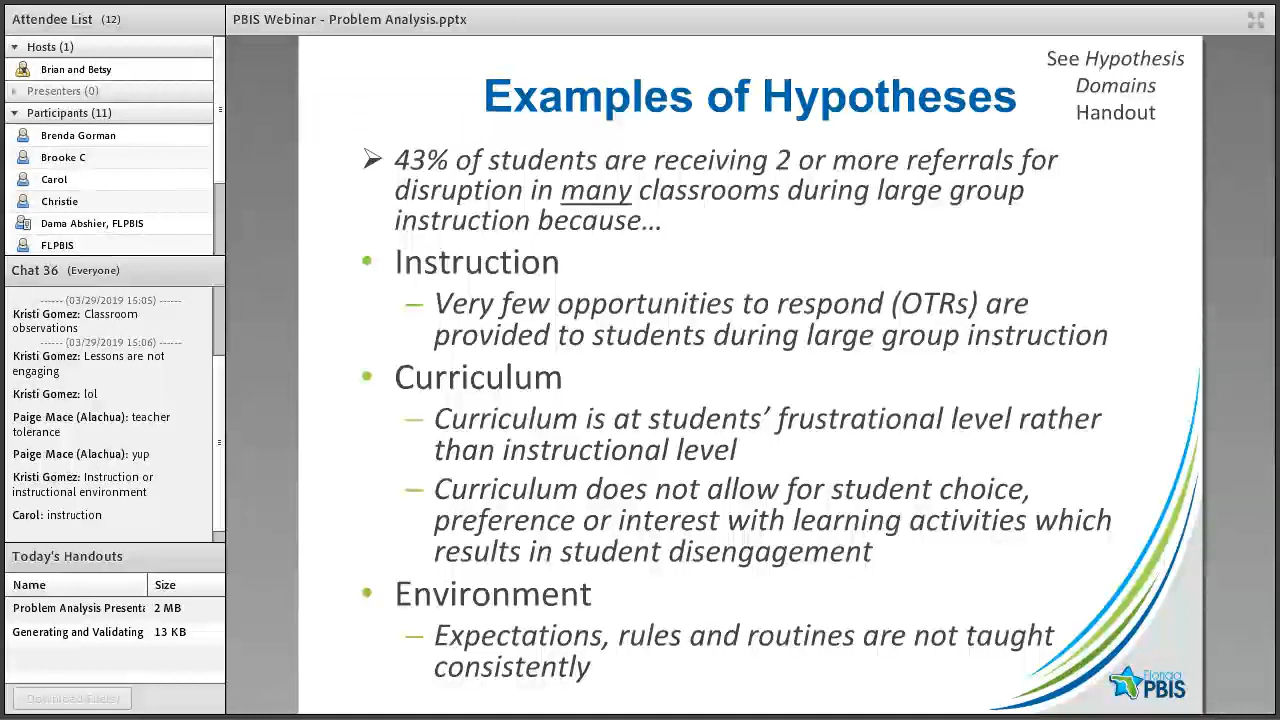 Attendee List (12)
Hosts (1)
Brian and Betsy
Presenters (0)
Participants (11)
Brenda Gorman
Brooke C
Carol
Christie
Dama Abshier, FLPBIS
FLPBIS
Chat 36 (Everyone)
------ (03/29/2019 15:05) ------
Kristi Gomez: Classroom
observations
------ (03/29/2019 15:06) ------
Kristi Gomez: Lessons are not
engaging
Kristi Gomez: lol
Paige Mace (Alachua): teacher
tolerance
Paige Mace (Alachua): yup
Kristi Gomez: Instruction or
instructional environment
Carol: instruction
Today's Handouts
Name Size
Problem Analysis Presenta 2 MB
Generating and Validating 13 KB
Download File(s)
PBIS Webinar - Problem Analysis.pptx
See Hypothesis
Domains
Handout
Examples of Hypotheses
➢ 43% of students are receiving 2 or more referrals for
disruption in many classrooms during large group
instruction because…
• Instruction
– Very few opportunities to respond (OTRs) are
provided to students during large group instruction
• Curriculum
– Curriculum is at students’ frustrational level rather
than instructional level
– Curriculum does not allow for student choice,
preference or interest with learning activities which
results in student disengagement
• Environment
– Expectations, rules and routines are not taught
consistently
Florida
PBIS